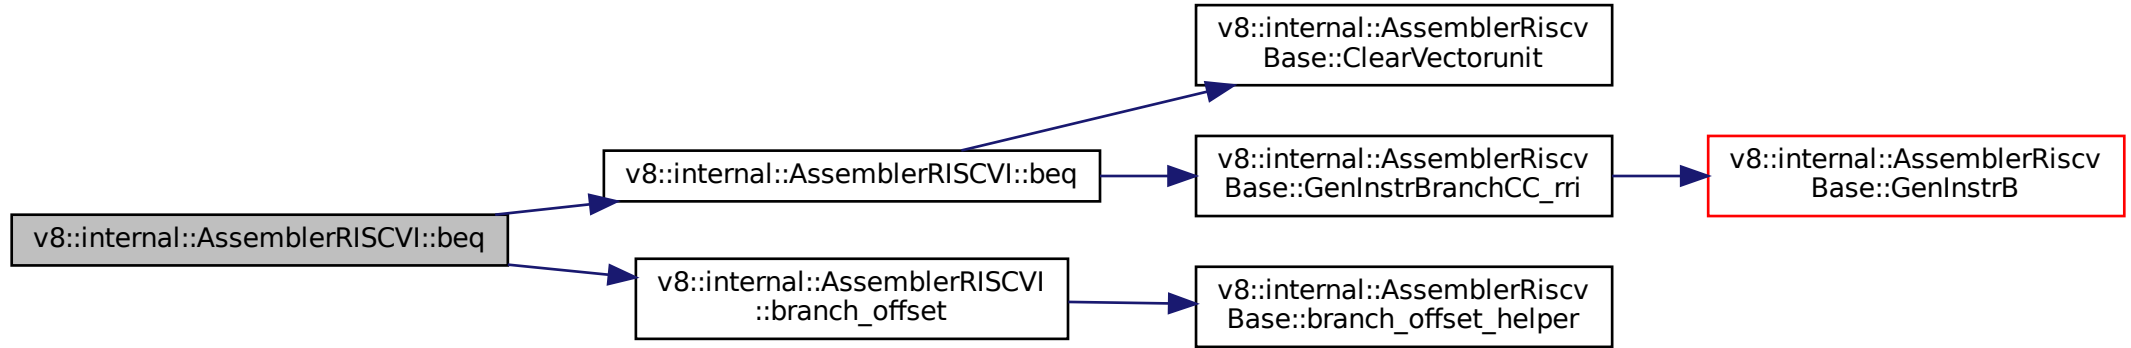 v8::internal::AssemblerRISCVI::beq
v8::internal::AssemblerRISCVI::beq
v8::internal::AssemblerRISCVI
::branch_offset
v8::internal::AssemblerRiscv
Base::ClearVectorunit
v8::internal::AssemblerRiscv
Base::GenInstrBranchCC_rri
v8::internal::AssemblerRiscv
Base::branch_offset_helper
v8::internal::AssemblerRiscv
Base::GenInstrB